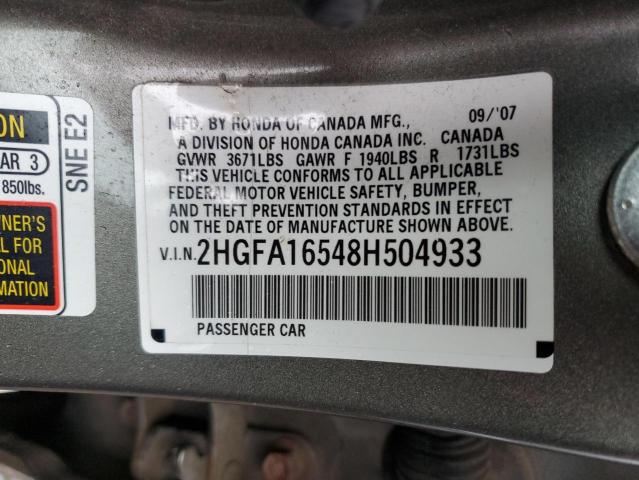 ON
AR 3
850lbs.
WNER'S
L FOR
ONAL
RMATION
SNE E2
MFD. BY HONDA OF CANADA MFG., 09/'07
A DIVISION OF HONDA CANADA INC. CANADA
GVWR 3671LBS GAWR F 1940LBS R 1731LBS
THIS VEHICLE CONFORMS TO ALL APPLICABLE
FEDERAL MOTOR VEHICLE SAFETY, BUMPER,
AND THEFT PREVENTION STANDARDS IN EFFECT
ON THE DATE OF MANUFACTURE SHOWN ABOVE.
V.I.N. 2HGFA16548H504933
PASSENGER CAR